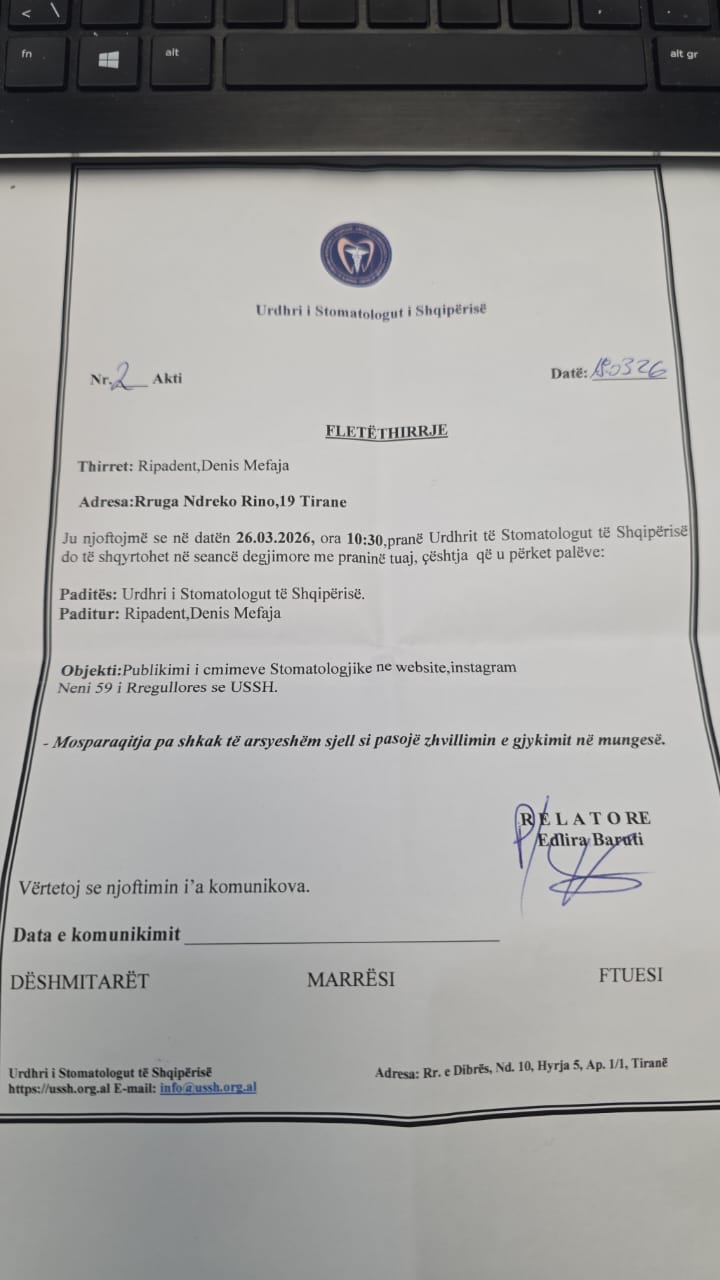 < \
fn alt alt gr
Urdhri i Stomatologut i Shqipërisë
Nr. 2 Akti Datë: 18.0326
FLETËTHIRRJE
Thirret: Ripadent,Denis Mefaja
Adresa:Rruga Ndreko Rino,19 Tirane
Ju njoftojmë se në datën 26.03.2026, ora 10:30,pranë Urdhrit të Stomatologut të Shqipërisë
do të shqyrtohet në seancë degjimore me praninë tuaj, çështja që u përket palëve:
Paditës: Urdhri i Stomatologut të Shqipërisë.
Paditur: Ripadent,Denis Mefaja
Objekti:Publikimi i cmimeve Stomatologjike ne website,instagram
Neni 59 i Rregullores se USSH.
- Mosparaqitja pa shkak të arsyeshëm sjell si pasojë zhvillimin e gjykimit në mungesë.
R E L A T O RE
Edlira Baruti
Vërtetoj se njoftimin i'a komunikova.
Data e komunikimit
DËSHMITARËT MARRËSI FTUESI
Urdhri i Stomatologut të Shqipërisë
https://ussh.org.al E-mail: info@ussh.org.al
Adresa: Rr. e Dibrës, Nd. 10, Hyrja 5, Ap. 1/1, Tiranë